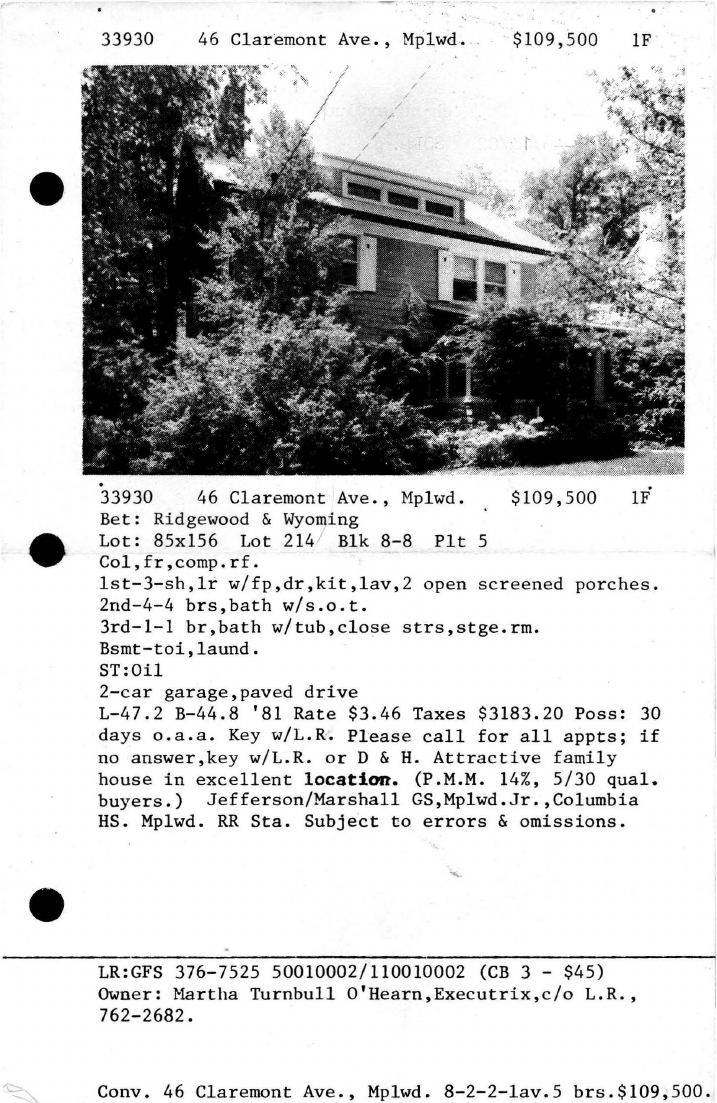 33930 46 Claremont Ave., Mplwd. $109,500 1F
33930 46 Claremont Ave., Mplwd. $109,500 1F
Bet: Ridgewood & Wyoming
Lot: 85x156 Lot 214 Blk 8-8 Plt 5
Col,fr,comp.rf.
1st-3-sh,lr w/fp,dr,kit,lav,2 open screened porches.
2nd-4-4 brs,bath w/s.o.t.
3rd-1-1 br,bath w/tub,close strs,stge.rm.
Bsmt-toi,laund.
ST:Oil
2-car garage,paved drive
L-47.2 B-44.8 '81 Rate $3.46 Taxes $3183.20 Poss: 30
days o.a.a. Key w/L.R. Please call for all appts; if
no answer,key w/L.R. or D & H. Attractive family
house in excellent location. (P.M.M. 14%, 5/30 qual.
buyers.) Jefferson/Marshall GS,Mplwd.Jr.,Columbia
HS. Mplwd. RR Sta. Subject to errors & omissions.
LR:GFS 376-7525 50010002/110010002 (CB 3 - $45)
Owner: Martha Turnbull O'Hearn,Executrix,c/o L.R.,
762-2682.
Conv. 46 Claremont Ave., Mplwd. 8-2-2-lav.5 brs.$109,500.